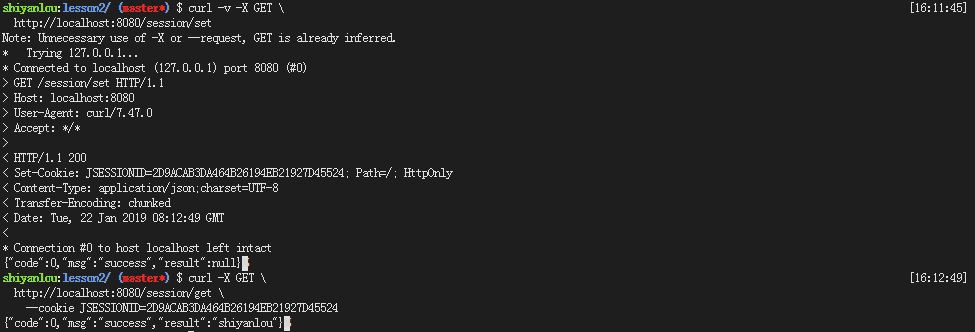 shiyanlou:lesson2/ (master*) $ curl -v -X GET \ [16:11:45]
http://localhost:8080/session/set
Note: Unnecessary use of -X or --request, GET is already inferred.
* Trying 127.0.0.1...
* Connected to localhost (127.0.0.1) port 8080 (#0)
> GET /session/set HTTP/1.1
> Host: localhost:8080
> User-Agent: curl/7.47.0
> Accept: */*
>
< HTTP/1.1 200
< Set-Cookie: JSESSIONID=2D9ACAB3DA464B26194EB21927D45524; Path=/; HttpOnly
< Content-Type: application/json;charset=UTF-8
< Transfer-Encoding: chunked
< Date: Tue, 22 Jan 2019 08:12:49 GMT
<
* Connection #0 to host localhost left intact
{"code":0,"msg":"success","result":null}
shiyanlou:lesson2/ (master*) $ curl -X GET \ [16:12:49]
http://localhost:8080/session/get \
--cookie JSESSIONID=2D9ACAB3DA464B26194EB21927D45524
{"code":0,"msg":"success","result":"shiyanlou"}